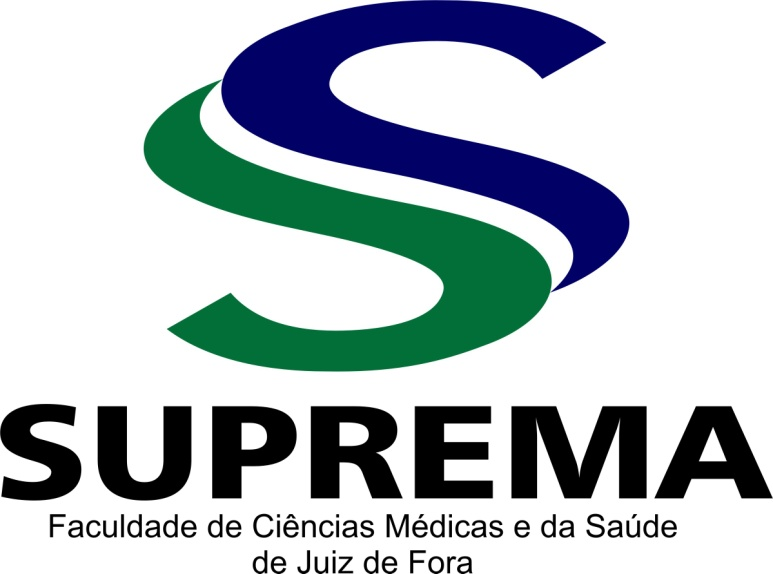 SUPREMA
Faculdade de Ciências Médicas e da Saúde
de Juiz de Fora